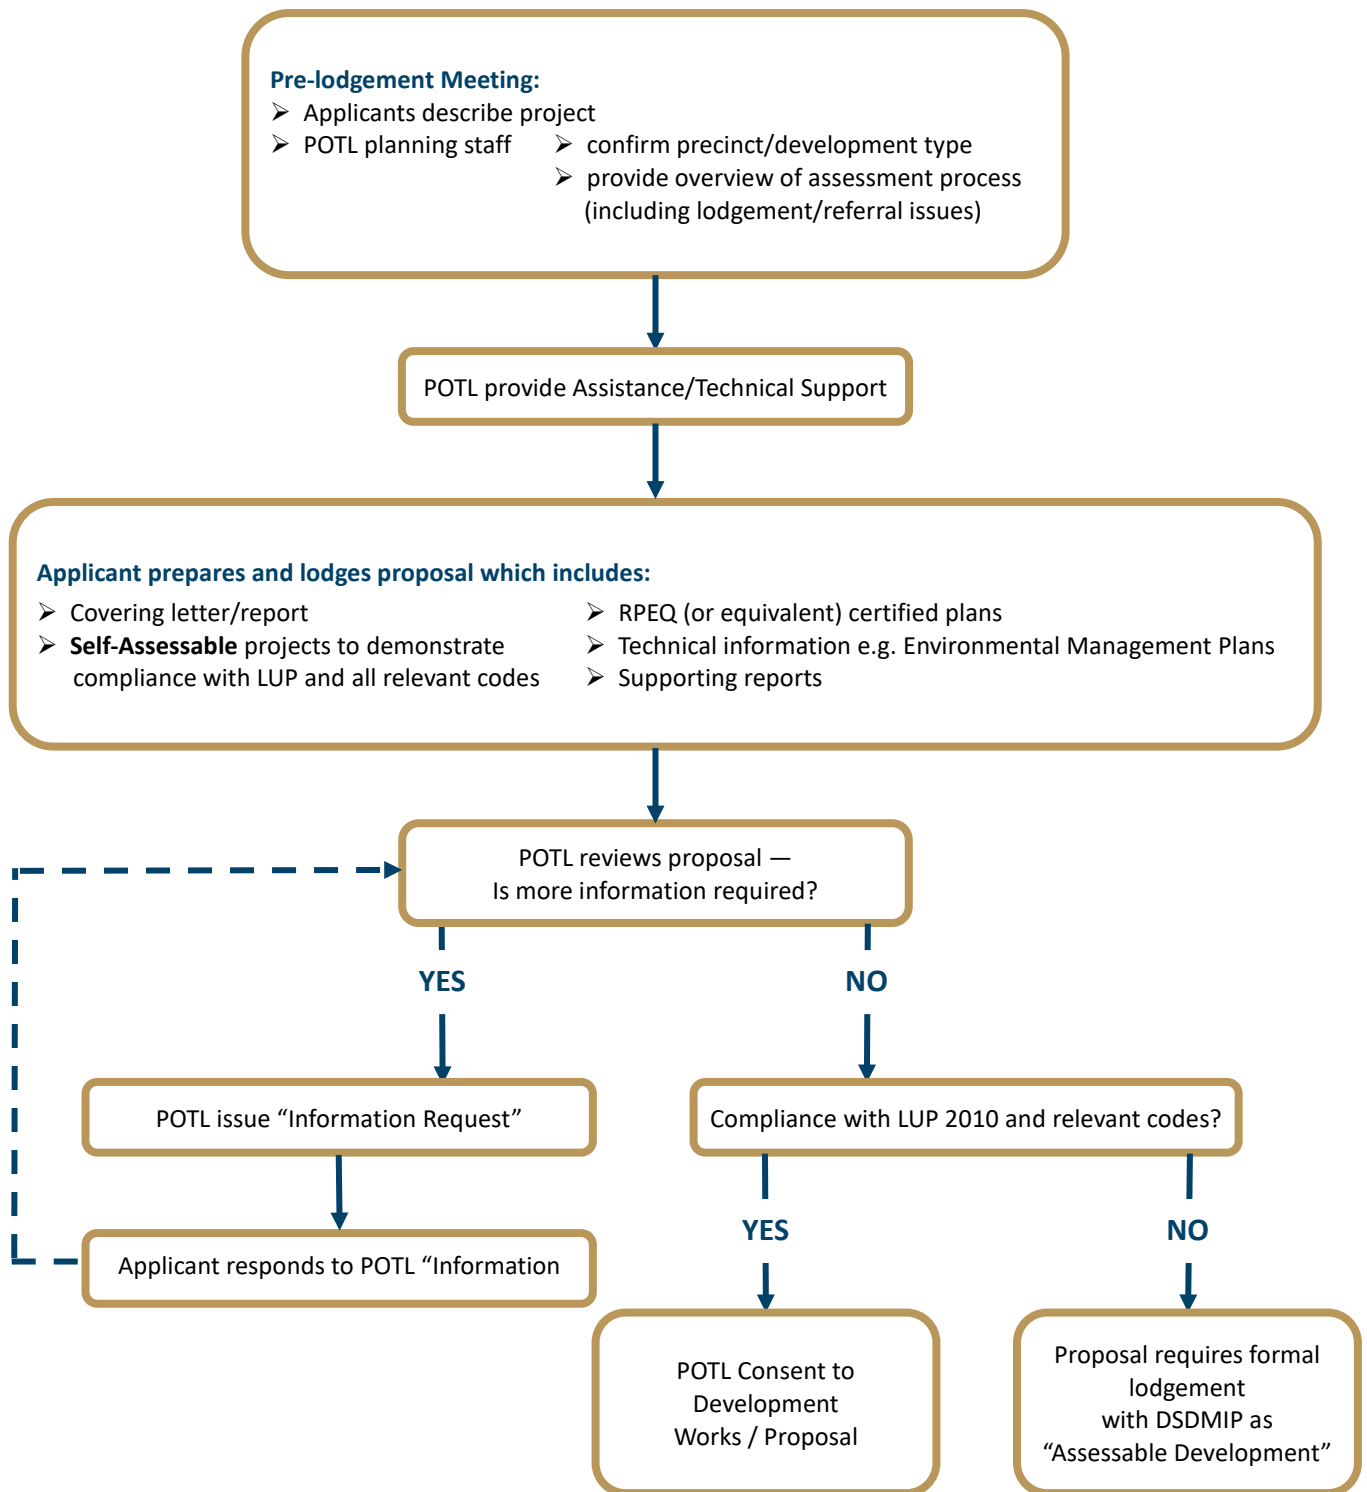 Pre-lodgement Meeting:
➢ Applicants describe project
➢ POTL planning staff ➢ confirm precinct/development type
➢ provide overview of assessment process
(including lodgement/referral issues)
POTL provide Assistance/Technical Support
Applicant prepares and lodges proposal which includes:
➢ Covering letter/report
➢ Self-Assessable projects to demonstrate
compliance with LUP and all relevant codes
➢ RPEQ (or equivalent) certified plans
➢ Technical information e.g. Environmental Management Plans
➢ Supporting reports
POTL reviews proposal —
Is more information required?
YES
NO
POTL issue “Information Request”
Compliance with LUP 2010 and relevant codes?
Applicant responds to POTL “Information
YES
NO
POTL Consent to
Development
Works / Proposal
Proposal requires formal
lodgement
with DSDMIP as
“Assessable Development”